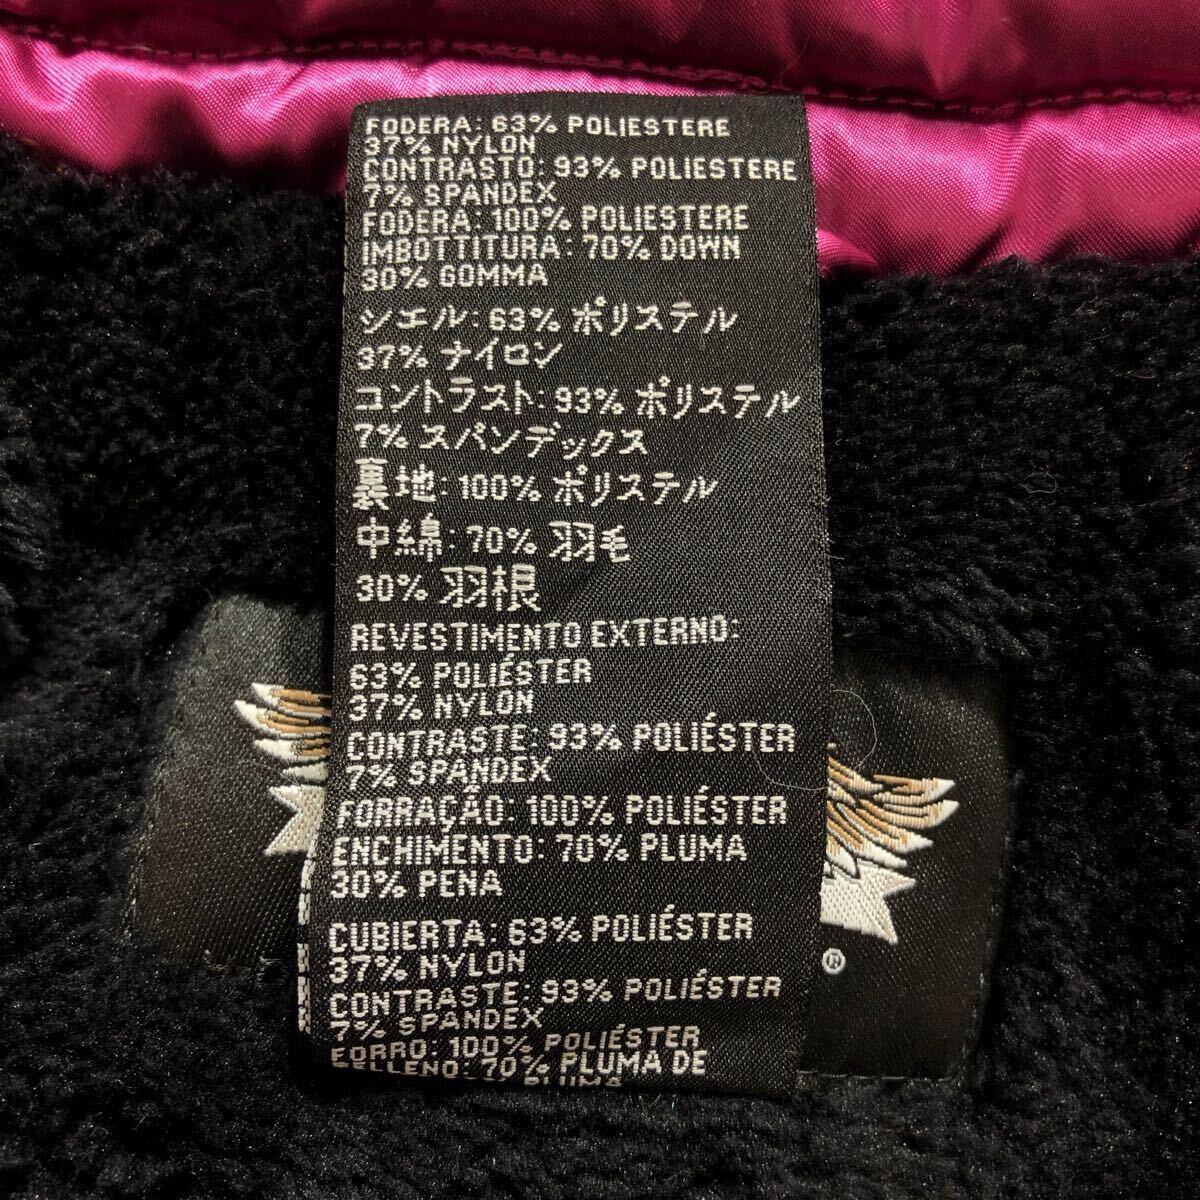 FODERA: 63% POLIESTERE
37% NYLON
CONTRASTO: 93% POLIESTERE
7% SPANDEX
FODERA: 100% POLIESTERE
IMBOTTITURA: 70% DOWN
30% GOMMA
シエル: 63% ポリステル
37% ナイロン
コントラスト: 93% ポリステル
7% スパンデックス
裏地: 100% ポリステル
中綿: 70% 羽毛
30% 羽根
REVESTIMENTO EXTERNO:
63% POLIÉSTER
37% NYLON
CONTRASTE: 93% POLIÉSTER
7% SPANDEX
FORRAÇÃO: 100% POLIÉSTER
ENCHIMENTO: 70% PLUMA
30% PENA
CUBIERTA: 63% POLIÉSTER
37% NYLON
CONTRASTE: 93% POLIÉSTER
7% SPANDEX
FORRO: 100% POLIÉSTER
RELLENO: 70% PLUMA DE
PLUMA
®